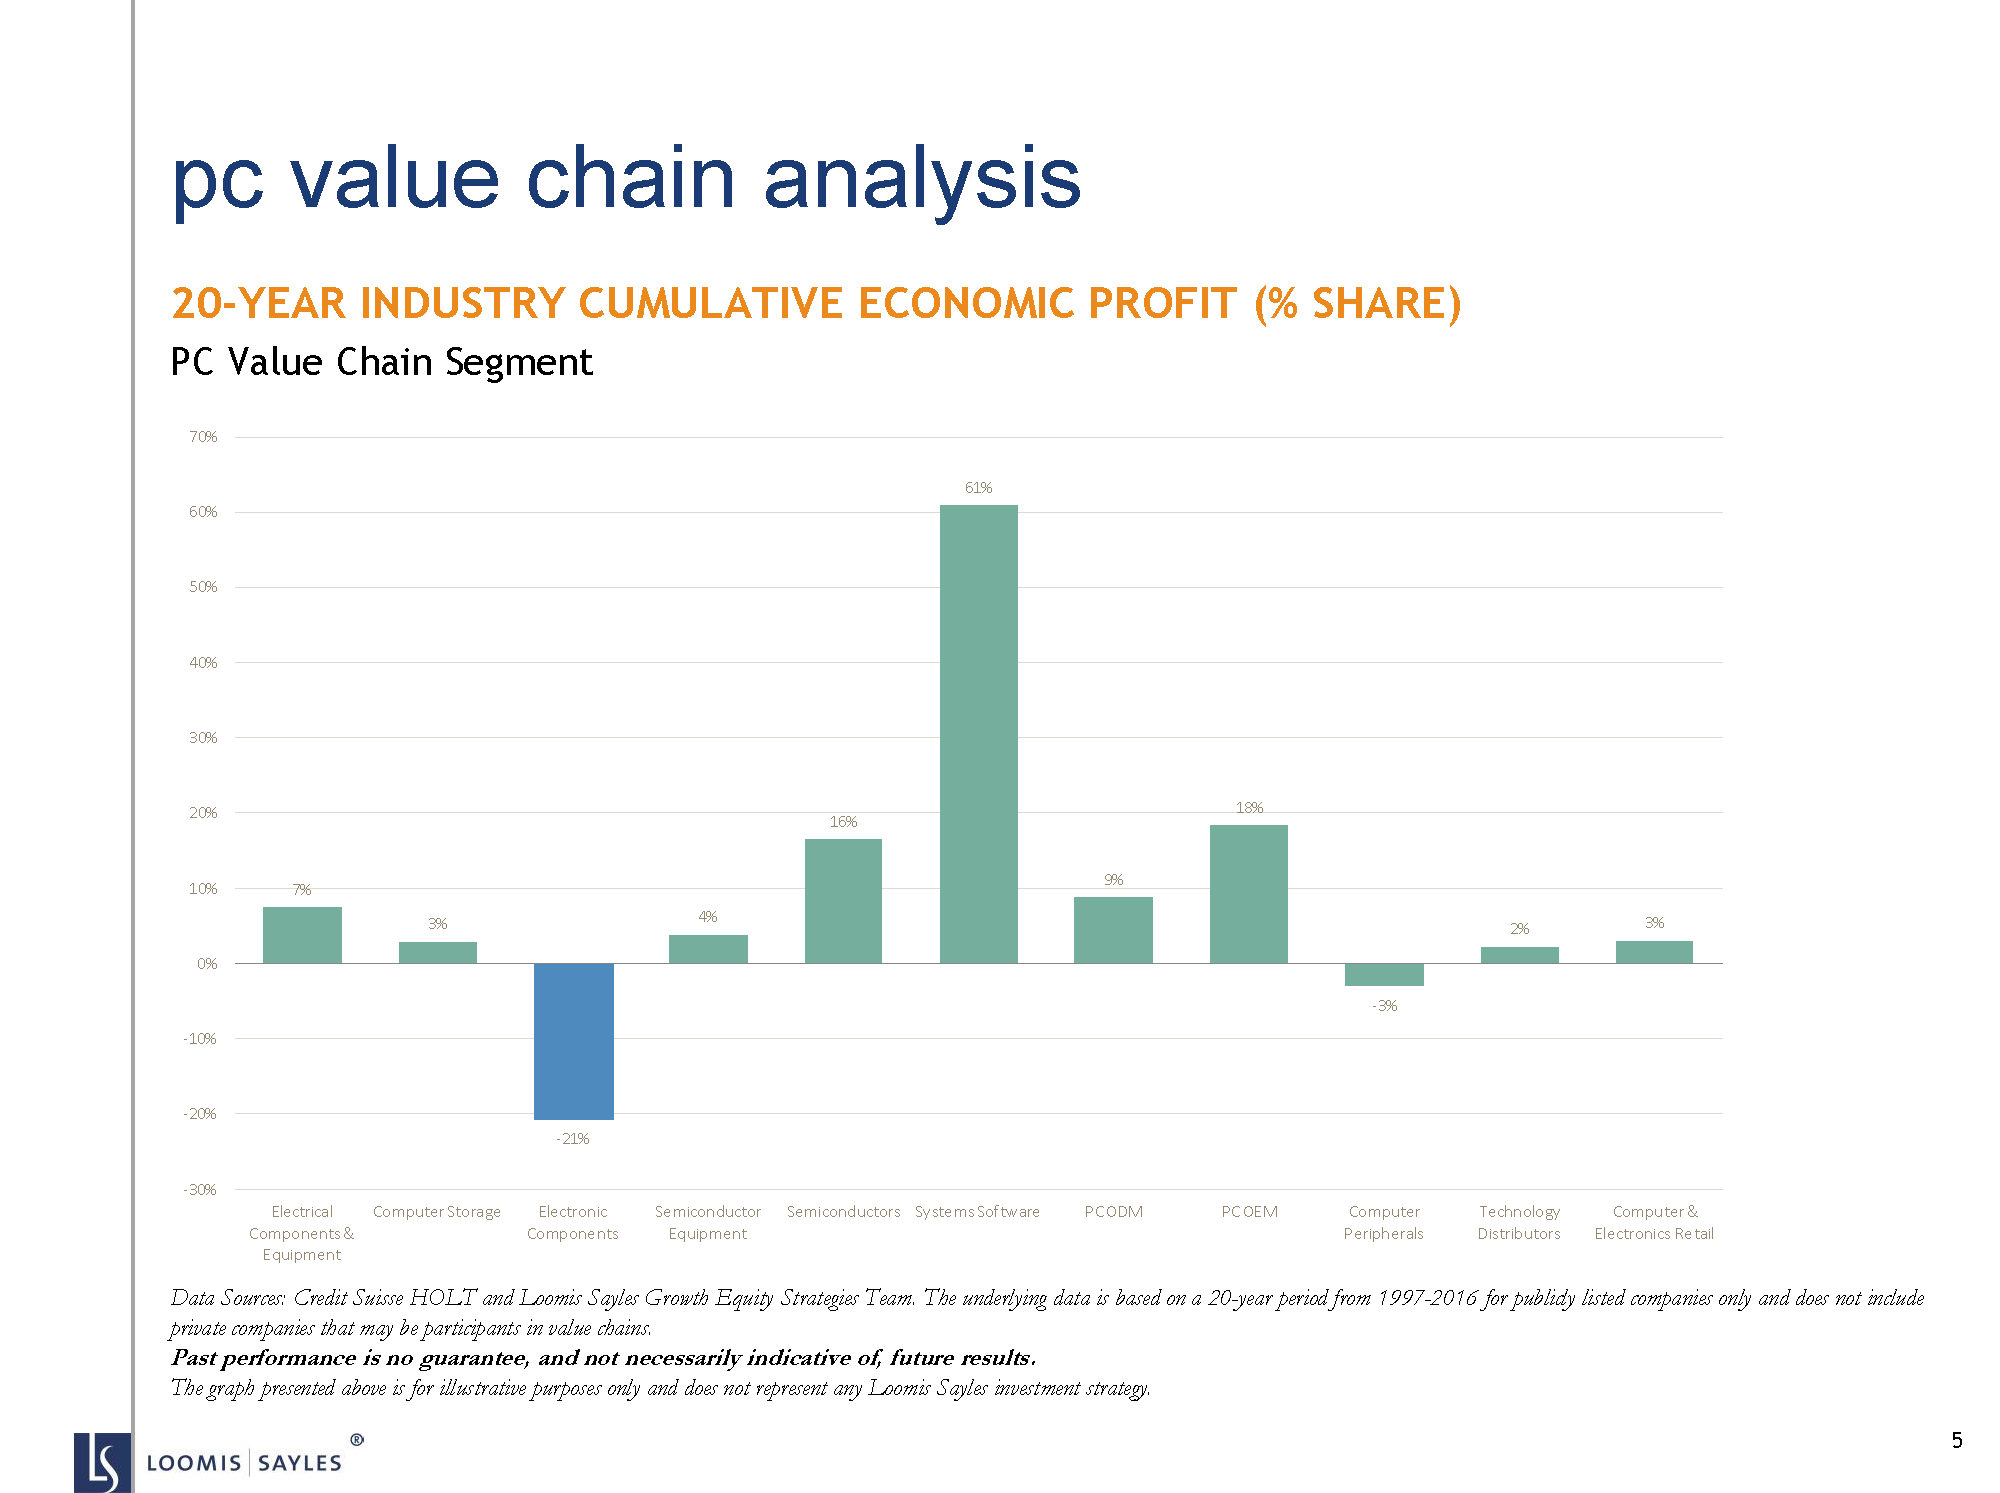 pc value chain analysis
20-YEAR INDUSTRY CUMULATIVE ECONOMIC PROFIT (% SHARE)
PC Value Chain Segment
70%
60%
50%
40%
30%
20%
10%
0%
-10%
-20%
-30%
7%
3%
-21%
4%
16%
61%
9%
18%
-3%
2%
3%
Electrical
Components &
Equipment
Computer Storage
Electronic
Components
Semiconductor
Equipment
Semiconductors
Systems Software
PC ODM
PC OEM
Computer
Peripherals
Technology
Distributors
Computer &
Electronics Retail
Data Sources: Credit Suisse HOLT and Loomis Sayles Growth Equity Strategies Team. The underlying data is based on a 20-year period from 1997-2016 for publicly listed companies only and does not include
private companies that may be participants in value chains.
Past performance is no guarantee, and not necessarily indicative of, future results.
The graph presented above is for illustrative purposes only and does not represent any Loomis Sayles investment strategy.
LS LOOMIS | SAYLES ®
5